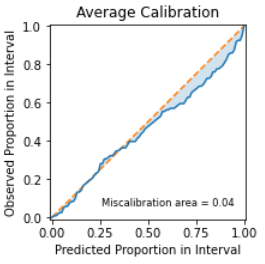 Average Calibration
Observed Proportion in Interval
1.0
0.8
0.6
0.4
0.2
0.0
Miscalibration area = 0.04
0.00 0.25 0.50 0.75 1.00
Predicted Proportion in Interval